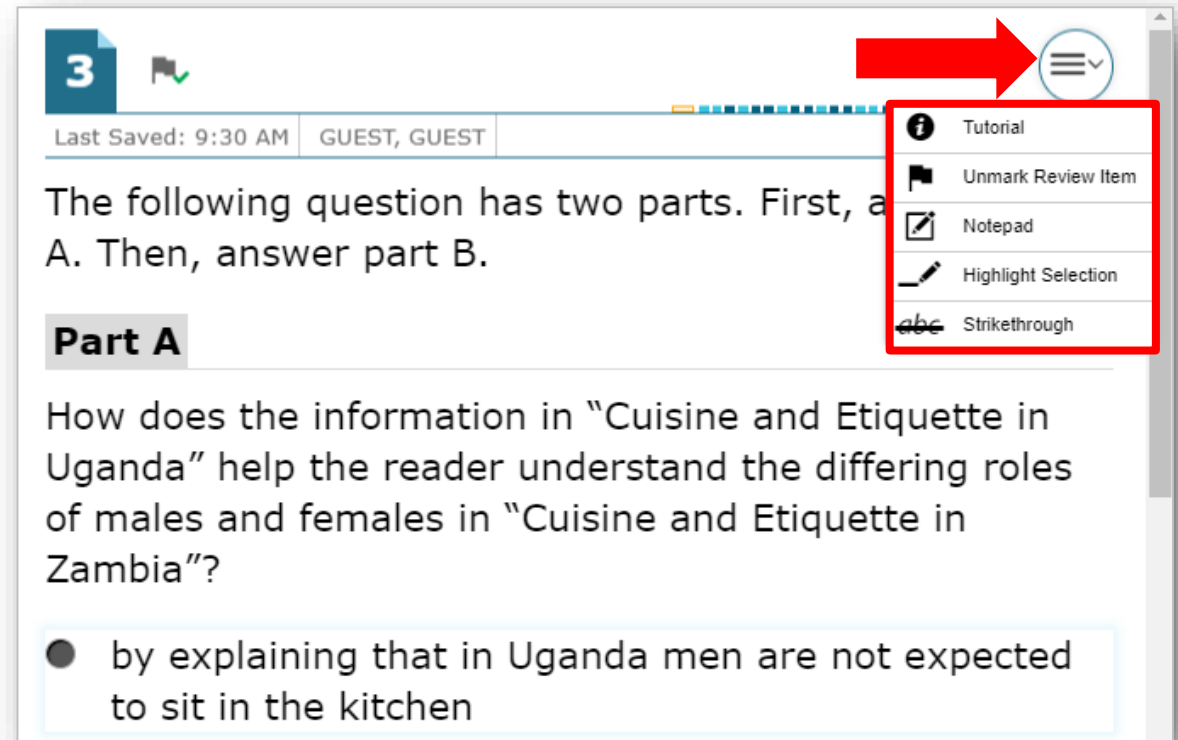 3
Last Saved: 9:30 AM GUEST, GUEST
Tutorial
Unmark Review Item
Notepad
Highlight Selection
abc Strikethrough
The following question has two parts. First, a
A. Then, answer part B.
Part A
How does the information in “Cuisine and Etiquette in
Uganda” help the reader understand the differing roles
of males and females in “Cuisine and Etiquette in
Zambia”?
by explaining that in Uganda men are not expected
to sit in the kitchen